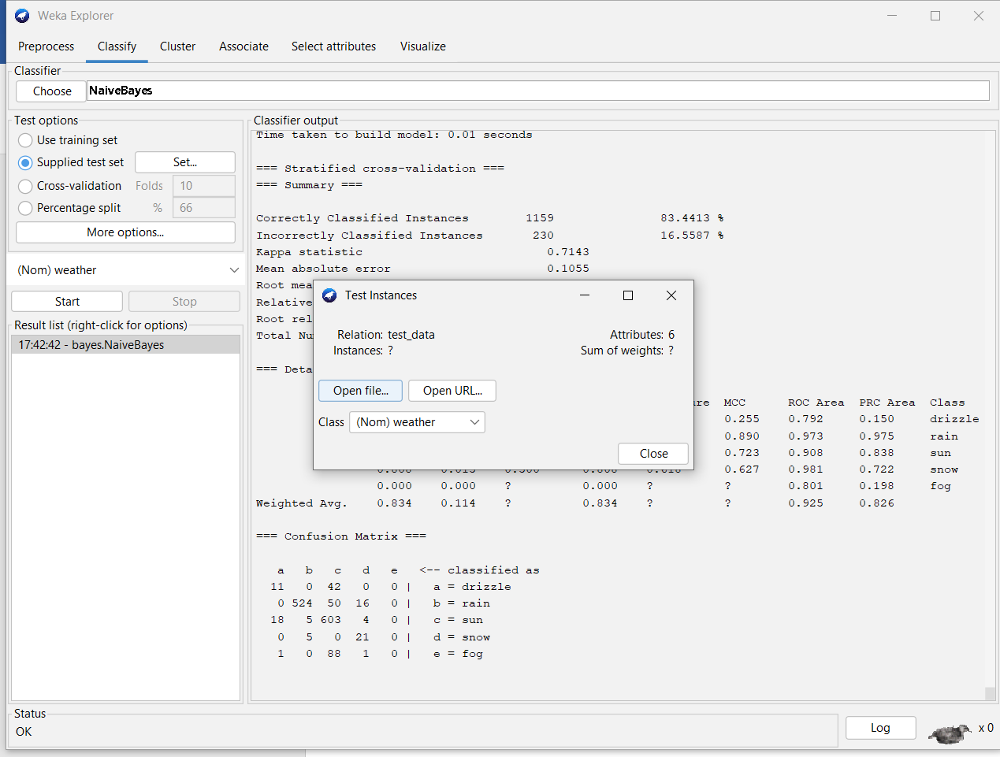 Weka Explorer
Preprocess Classify Cluster Associate Select attributes Visualize
Classifier
Choose NaiveBayes
Test options
Use training set
Supplied test set Set...
Cross-validation Folds 10
Percentage split % 66
More options...
(Nom) weather
Start Stop
Result list (right-click for options)
17:42:42 - bayes.NaiveBayes
Classifier output
Time taken to build model: 0.01 seconds
=== Stratified cross-validation ===
=== Summary ===
Correctly Classified Instances 1159 83.4413 %
Incorrectly Classified Instances 230 16.5587 %
Kappa statistic 0.7143
Mean absolute error 0.1055
Root mea
Relative
Root rel
Total Nu
=== Deta
ure MCC ROC Area PRC Area Class
0.255 0.792 0.150 drizzle
0.890 0.973 0.975 rain
0.723 0.908 0.838 sun
0.627 0.981 0.722 snow
0.000 0.000 ? 0.000 ? ? 0.801 0.198 fog
Weighted Avg. 0.834 0.114 ? 0.834 ? ? 0.925 0.826
=== Confusion Matrix ===
a b c d e <-- classified as
11 0 42 0 0 | a = drizzle
0 524 50 16 0 | b = rain
18 5 603 4 0 | c = sun
0 5 0 21 0 | d = snow
1 0 88 1 0 | e = fog
Test Instances
Relation: test_data Attributes: 6
Instances: ? Sum of weights: ?
Open file... Open URL...
Class (Nom) weather
Close
Status
OK
Log x 0